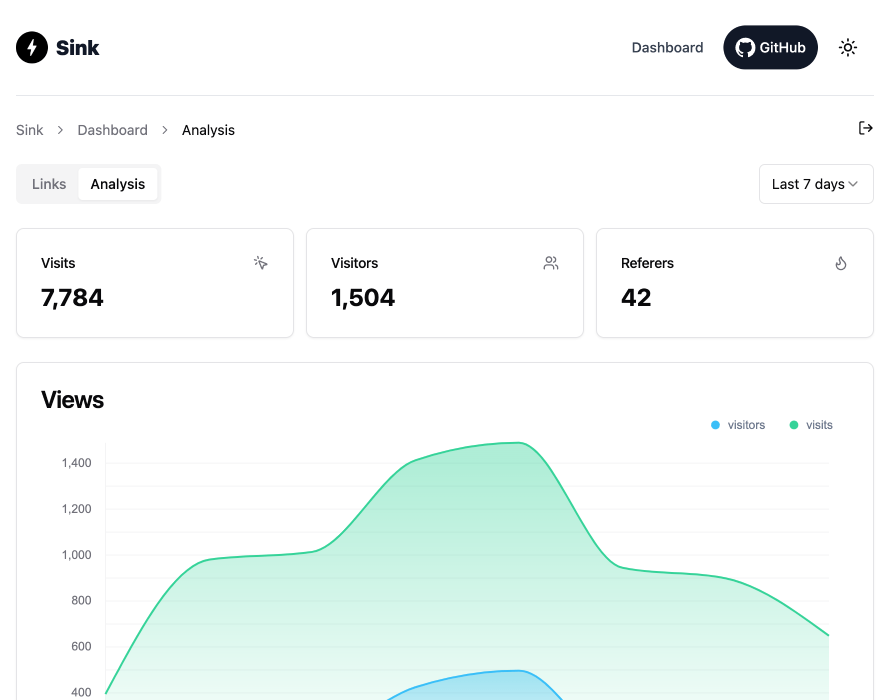 Sink
Dashboard
GitHub
Sink > Dashboard > Analysis
Links
Analysis
Last 7 days
Visits
7,784
Visitors
1,504
Referers
42
Views
visitors
visits
1,400
1,200
1,000
800
600
400